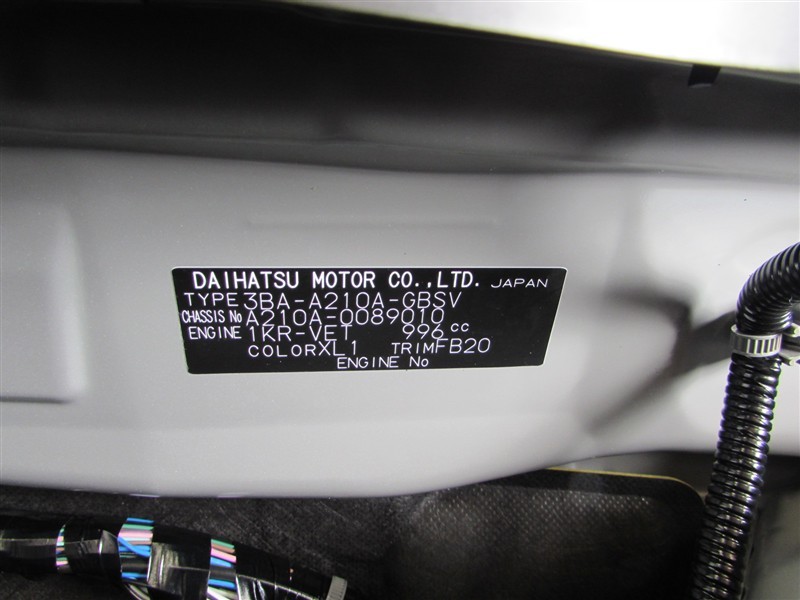 DAIHATSU MOTOR CO.,LTD. JAPAN
TYPE 3BA-A210A-GBSV
CHASSIS No A210A-0089010
ENGINE 1KR-VET 996 cc
COLOR XL1 TRIM FB20
ENGINE No